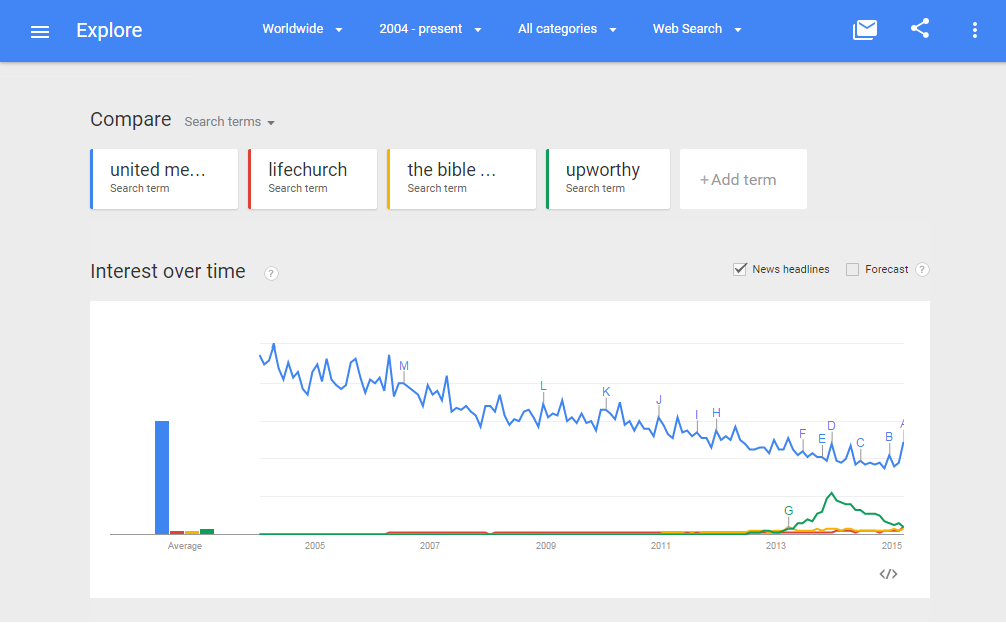 Explore Worldwide 2004 - present All categories Web Search
Compare Search terms
united me... lifechurch the bible ... upworthy +Add term
Search term Search term Search term Search term
Interest over time ? News headlines Forecast ?
M
L
K
J
I H
F E D C B A
G
Average 2005 2007 2009 2011 2013 2015
</>